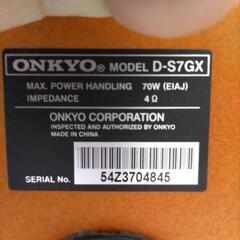 ONKYO® MODEL D-S7GX
MAX. POWER HANDLING 70W (EIAJ)
IMPEDANCE 4 Ω
ONKYO CORPORATION
INSPECTED AND AUTHORIZED BY ONKYO
MADE IN CHINA
SERIAL No. 54Z3704845